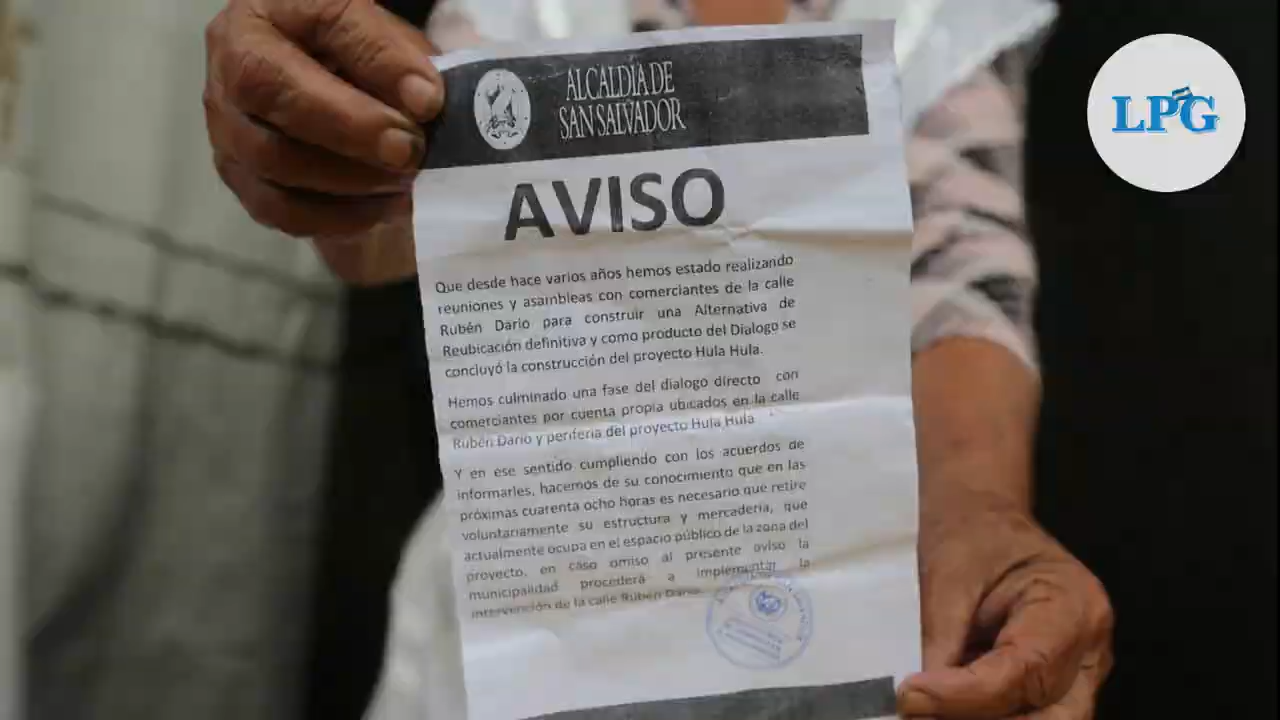 ALCALDÍA DE
SAN SALVADOR
LPG
AVISO
Que desde hace varios años hemos estado realizando
reuniones y asambleas con comerciantes de la calle
Rubén Dario para construir una Alternativa de
Reubicación definitiva y como producto del Dialogo se
concluyó la construcción del proyecto Hula Hula.
Hemos culminado una fase del dialogo directo con
comerciantes por cuenta propia ubicados en la calle
Rubén Dario y periferia del proyecto Hula Hula
Y en ese sentido cumpliendo con los acuerdos de
informarles, hacemos de su conocimiento que en las
próximas cuarenta ocho horas es necesario que retire
voluntariamente su estructura y mercadería, que
actualmente ocupa en el espacio público de la zona del
proyecto, en caso omiso al presente aviso la
municipalidad procederá a implementar la
intervención de la calle Rubén Dario.